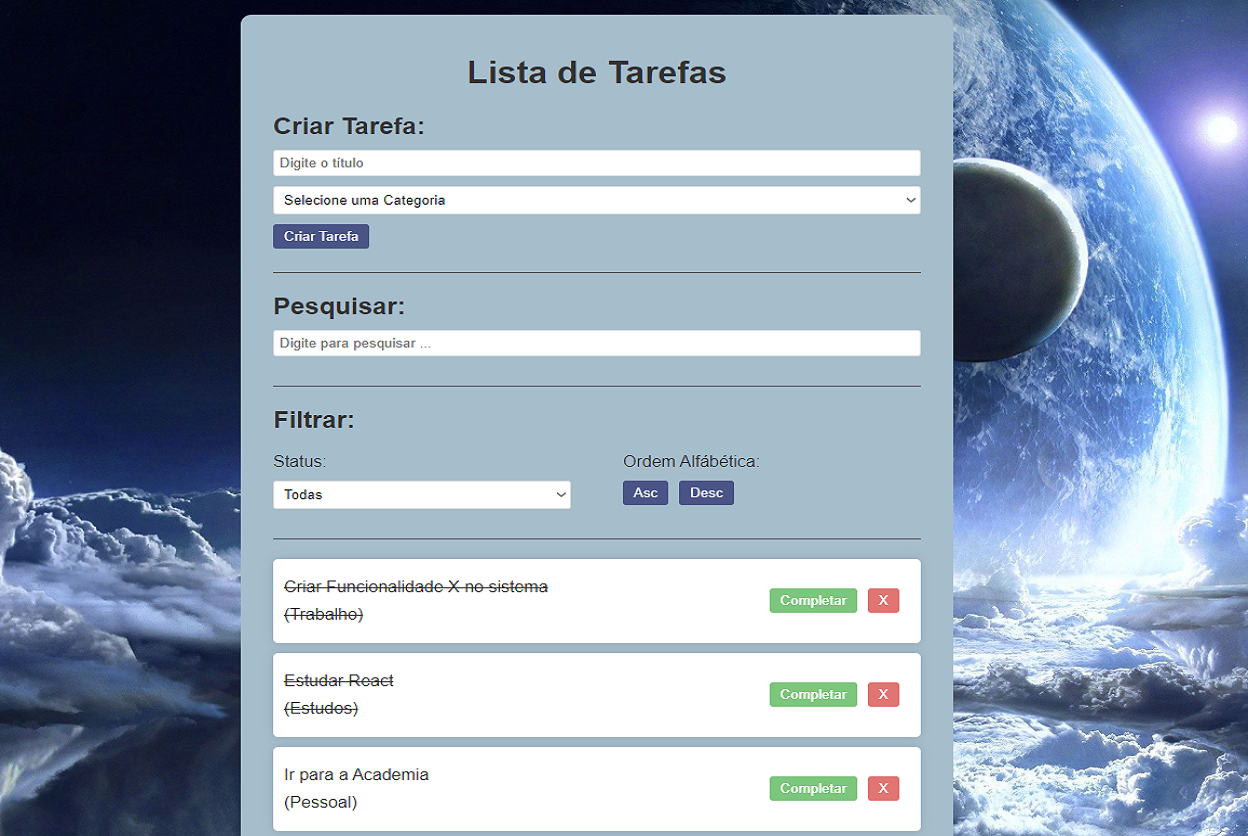 Lista de Tarefas
Criar Tarefa:
Digite o título
Selecione uma Categoria
Criar Tarefa
Pesquisar:
Digite para pesquisar ...
Filtrar:
Status:
Ordem Alfábética:
Todas
Asc Desc
Criar Funcionalidade X no sistema
(Trabalho)
Completar X
Estudar React
(Estudos)
Completar X
Ir para a Academia
(Pessoal)
Completar X